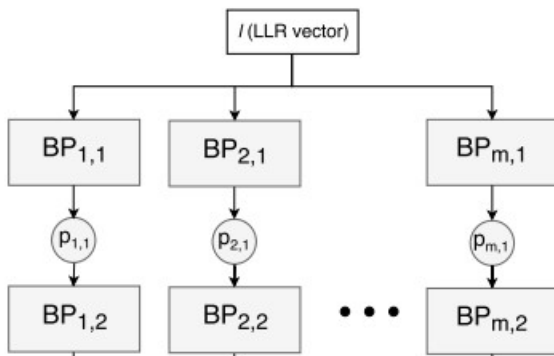 l (LLR vector)
BP1,1 BP2,1 BPm,1
p1,1 p2,1 pm,1
BP1,2 BP2,2 BPm,2